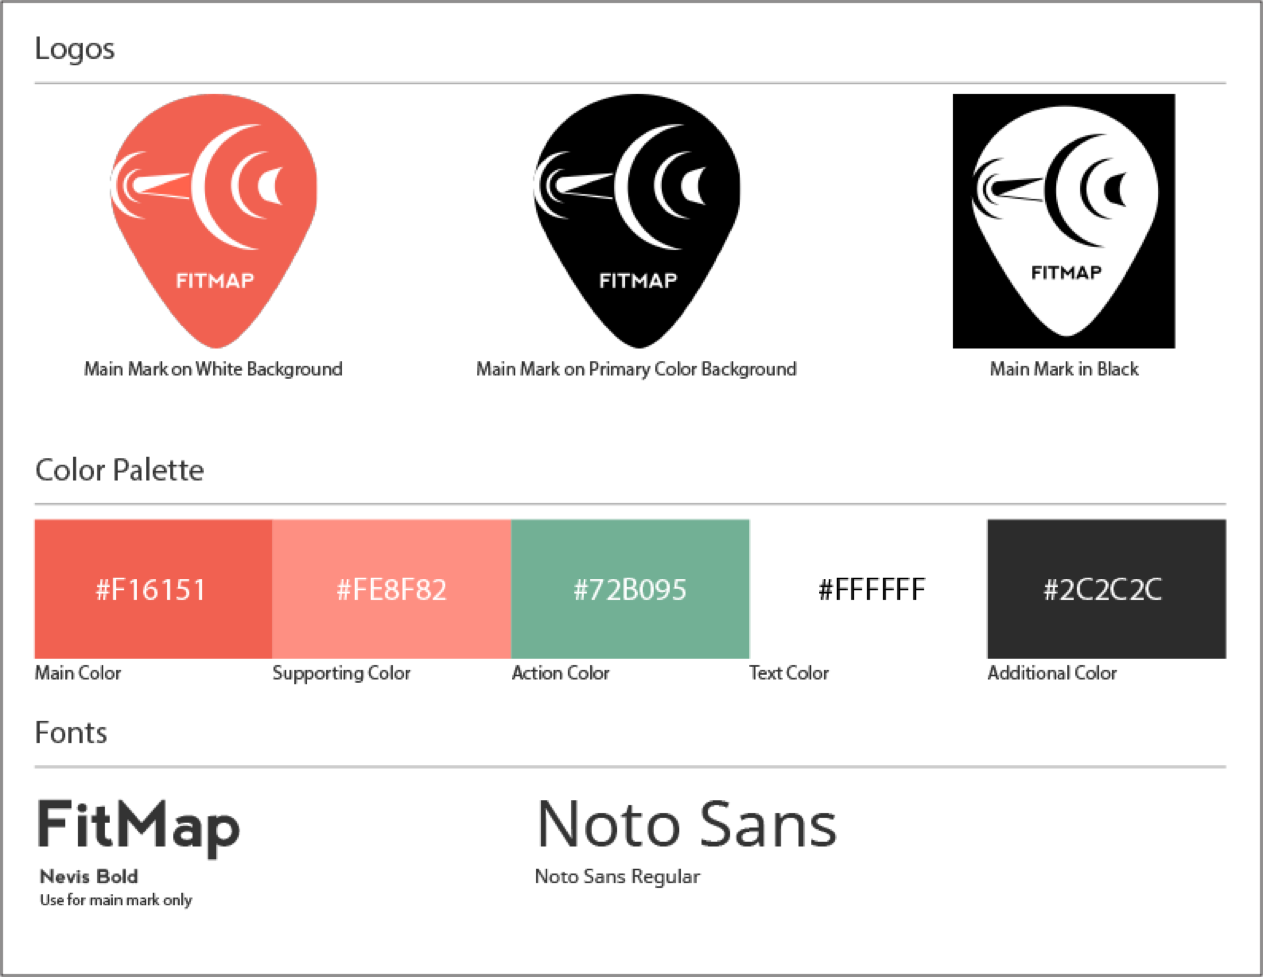 Logos
FITMAP
FITMAP
FITMAP
Main Mark on White Background
Main Mark on Primary Color Background
Main Mark in Black
Color Palette
#F16151
#FE8F82
#72B095
#FFFFFF
#2C2C2C
Main Color
Supporting Color
Action Color
Text Color
Additional Color
Fonts
FitMap
Nevis Bold
Use for main mark only
Noto Sans
Noto Sans Regular